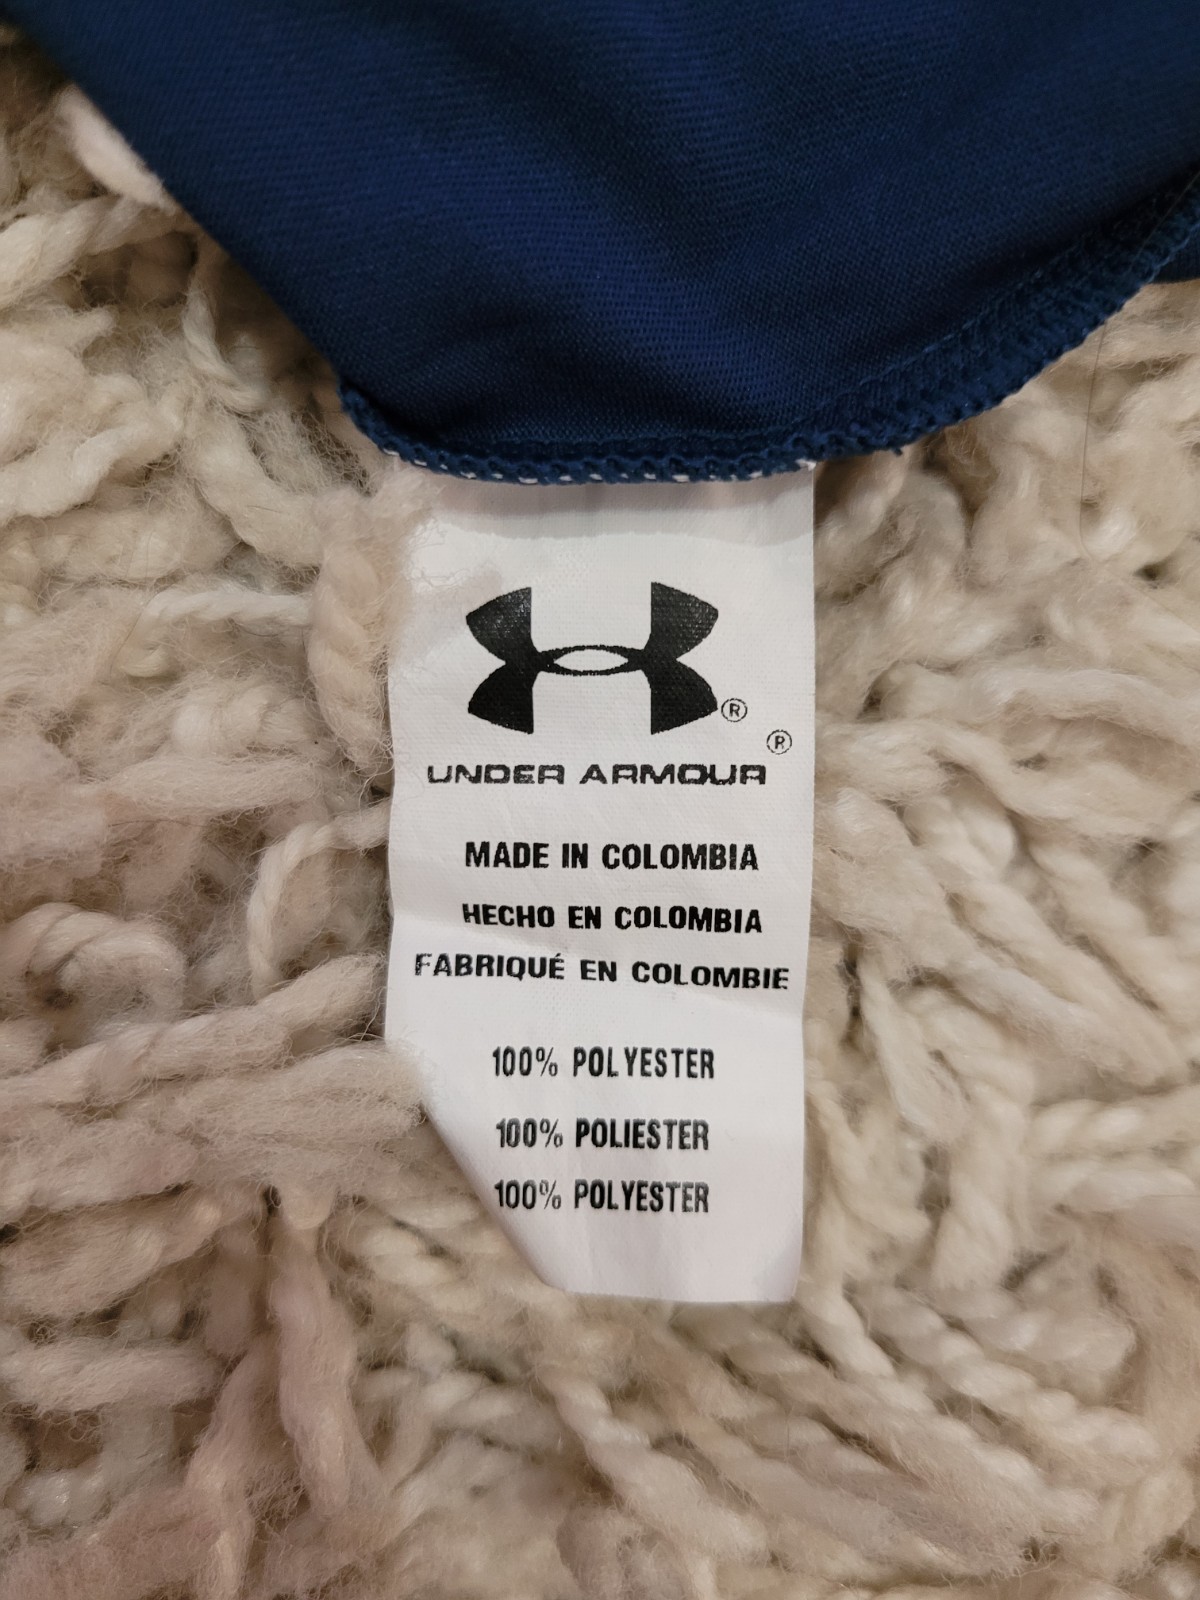 ®
®
UNDER ARMOUR
MADE IN COLOMBIA
HECHO EN COLOMBIA
FABRIQUÉ EN COLOMBIE
100% POLYESTER
100% POLIESTER
100% POLYESTER